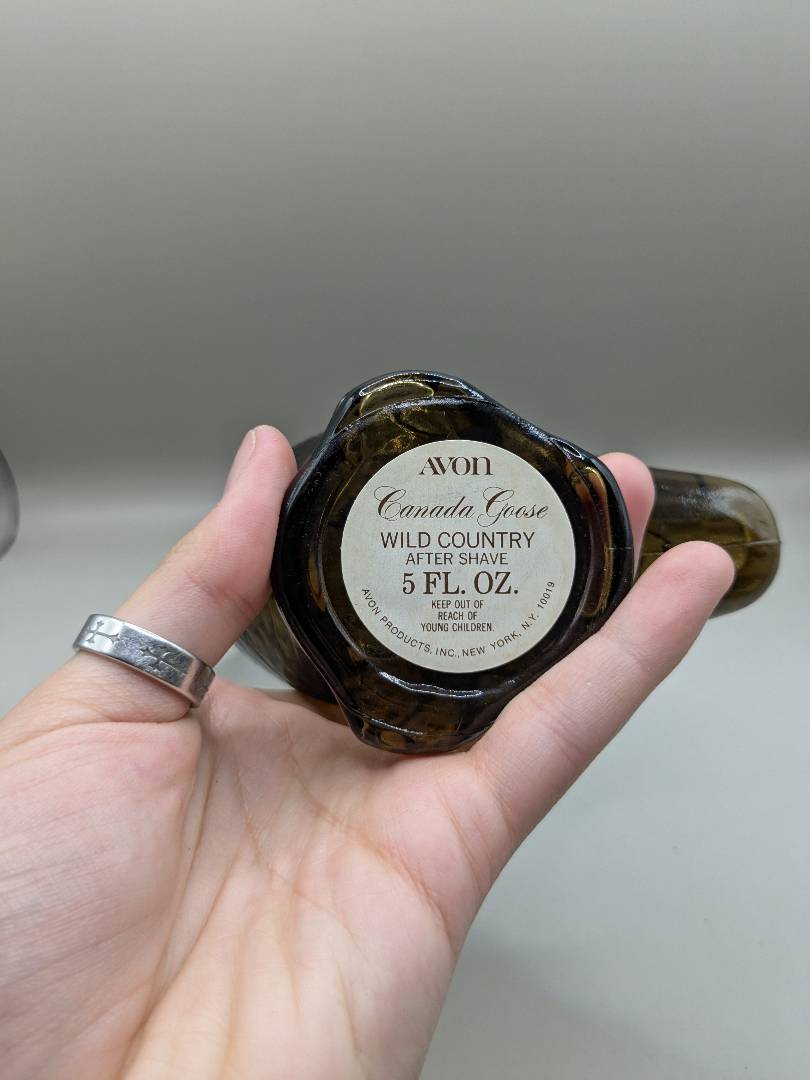 AVON
Canada Goose
WILD COUNTRY
AFTER SHAVE
5 FL. OZ.
KEEP OUT OF
REACH OF
YOUNG CHILDREN.
AVON PRODUCTS, INC., NEW YORK, N.Y. 10019